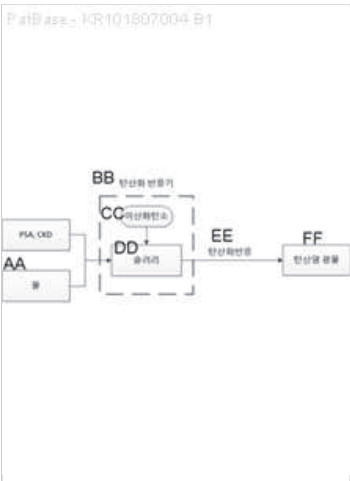 PatBase - KR101807004 B1
BB 탄산화 반응기
CC 이산화탄소
PSA, CKD
DD
슬러리
EE
탄산화반응
FF
탄산염 광물
AA
물